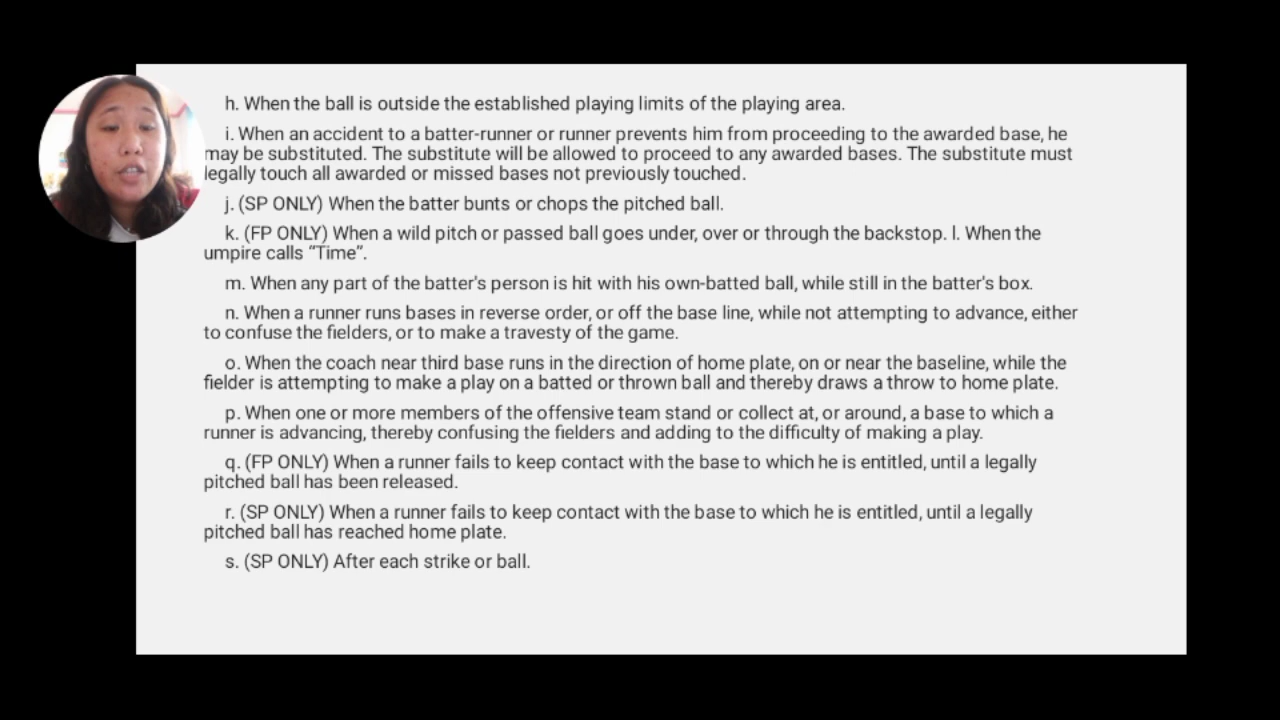 h. When the ball is outside the established playing limits of the playing area.
i. When an accident to a batter-runner or runner prevents him from proceeding to the awarded base, he
may be substituted. The substitute will be allowed to proceed to any awarded bases. The substitute must
legally touch all awarded or missed bases not previously touched.
j. (SP ONLY) When the batter bunts or chops the pitched ball.
k. (FP ONLY) When a wild pitch or passed ball goes under, over or through the backstop. l. When the
umpire calls “Time”.
m. When any part of the batter's person is hit with his own-batted ball, while still in the batter's box.
n. When a runner runs bases in reverse order, or off the base line, while not attempting to advance, either
to confuse the fielders, or to make a travesty of the game.
o. When the coach near third base runs in the direction of home plate, on or near the baseline, while the
fielder is attempting to make a play on a batted or thrown ball and thereby draws a throw to home plate.
p. When one or more members of the offensive team stand or collect at, or around, a base to which a
runner is advancing, thereby confusing the fielders and adding to the difficulty of making a play.
q. (FP ONLY) When a runner fails to keep contact with the base to which he is entitled, until a legally
pitched ball has been released.
r. (SP ONLY) When a runner fails to keep contact with the base to which he is entitled, until a legally
pitched ball has reached home plate.
s. (SP ONLY) After each strike or ball.